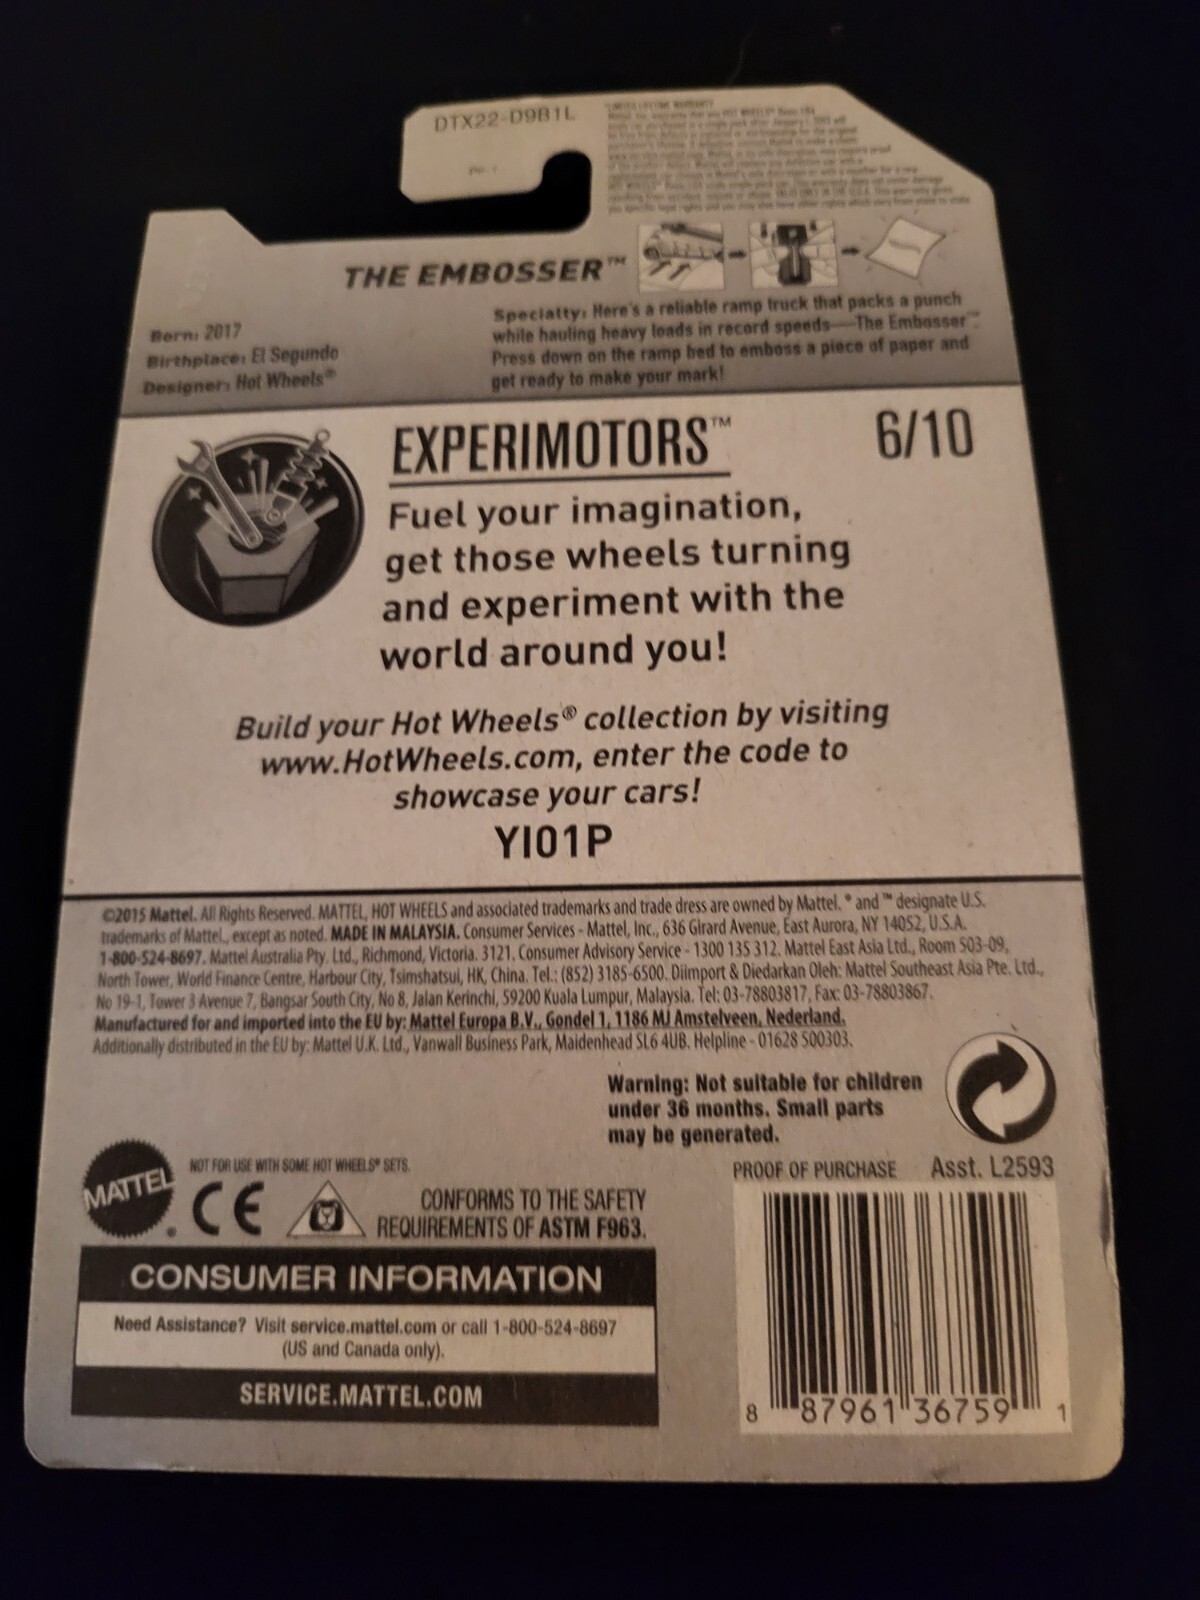 DTX22-D9B1L
LIMITED LIFETIME WARRANTY
THE EMBOSSER™
Born: 2017
Birthplace: El Segundo
Designer: Hot Wheels®
Specialty: Here's a reliable ramp truck that packs a punch
while hauling heavy loads in record speeds—The Embosser™.
Press down on the ramp bed to emboss a piece of paper and
get ready to make your mark!
EXPERIMOTORS™
6/10
Fuel your imagination,
get those wheels turning
and experiment with the
world around you!
Build your Hot Wheels® collection by visiting
www.HotWheels.com, enter the code to
showcase your cars!
YI01P
©2015 Mattel. All Rights Reserved. MATTEL, HOT WHEELS and associated trademarks and trade dress are owned by Mattel. ® and ™ designate U.S.
trademarks of Mattel, except as noted. MADE IN MALAYSIA. Consumer Services - Mattel, Inc., 636 Girard Avenue, East Aurora, NY 14052, U.S.A.
1-800-524-8697. Mattel Australia Pty. Ltd., Richmond, Victoria. 3121. Consumer Advisory Service - 1300 135 312. Mattel East Asia Ltd., Room 503-09,
North Tower, World Finance Centre, Harbour City, Tsimshatsui, HK, China. Tel.: (852) 3185-6500. Diimport & Diedarkan Oleh: Mattel Southeast Asia Pte. Ltd.,
No 19-1, Tower 3 Avenue 7, Bangsar South City, No 8, Jalan Kerinchi, 59200 Kuala Lumpur, Malaysia. Tel: 03-78803817, Fax: 03-78803867.
Manufactured for and imported into the EU by: Mattel Europa B.V., Gondel 1, 1186 MJ Amstelveen, Nederland.
Additionally distributed in the EU by: Mattel U.K. Ltd., Vanwall Business Park, Maidenhead SL6 4UB. Helpline - 01628 500303.
Warning: Not suitable for children
under 36 months. Small parts
may be generated.
MATTEL®
NOT FOR USE WITH SOME HOT WHEELS® SETS.
CE
CONFORMS TO THE SAFETY
REQUIREMENTS OF ASTM F963.
PROOF OF PURCHASE Asst. L2593
CONSUMER INFORMATION
Need Assistance? Visit service.mattel.com or call 1-800-524-8697
(US and Canada only).
SERVICE.MATTEL.COM
8 87961 36759 1